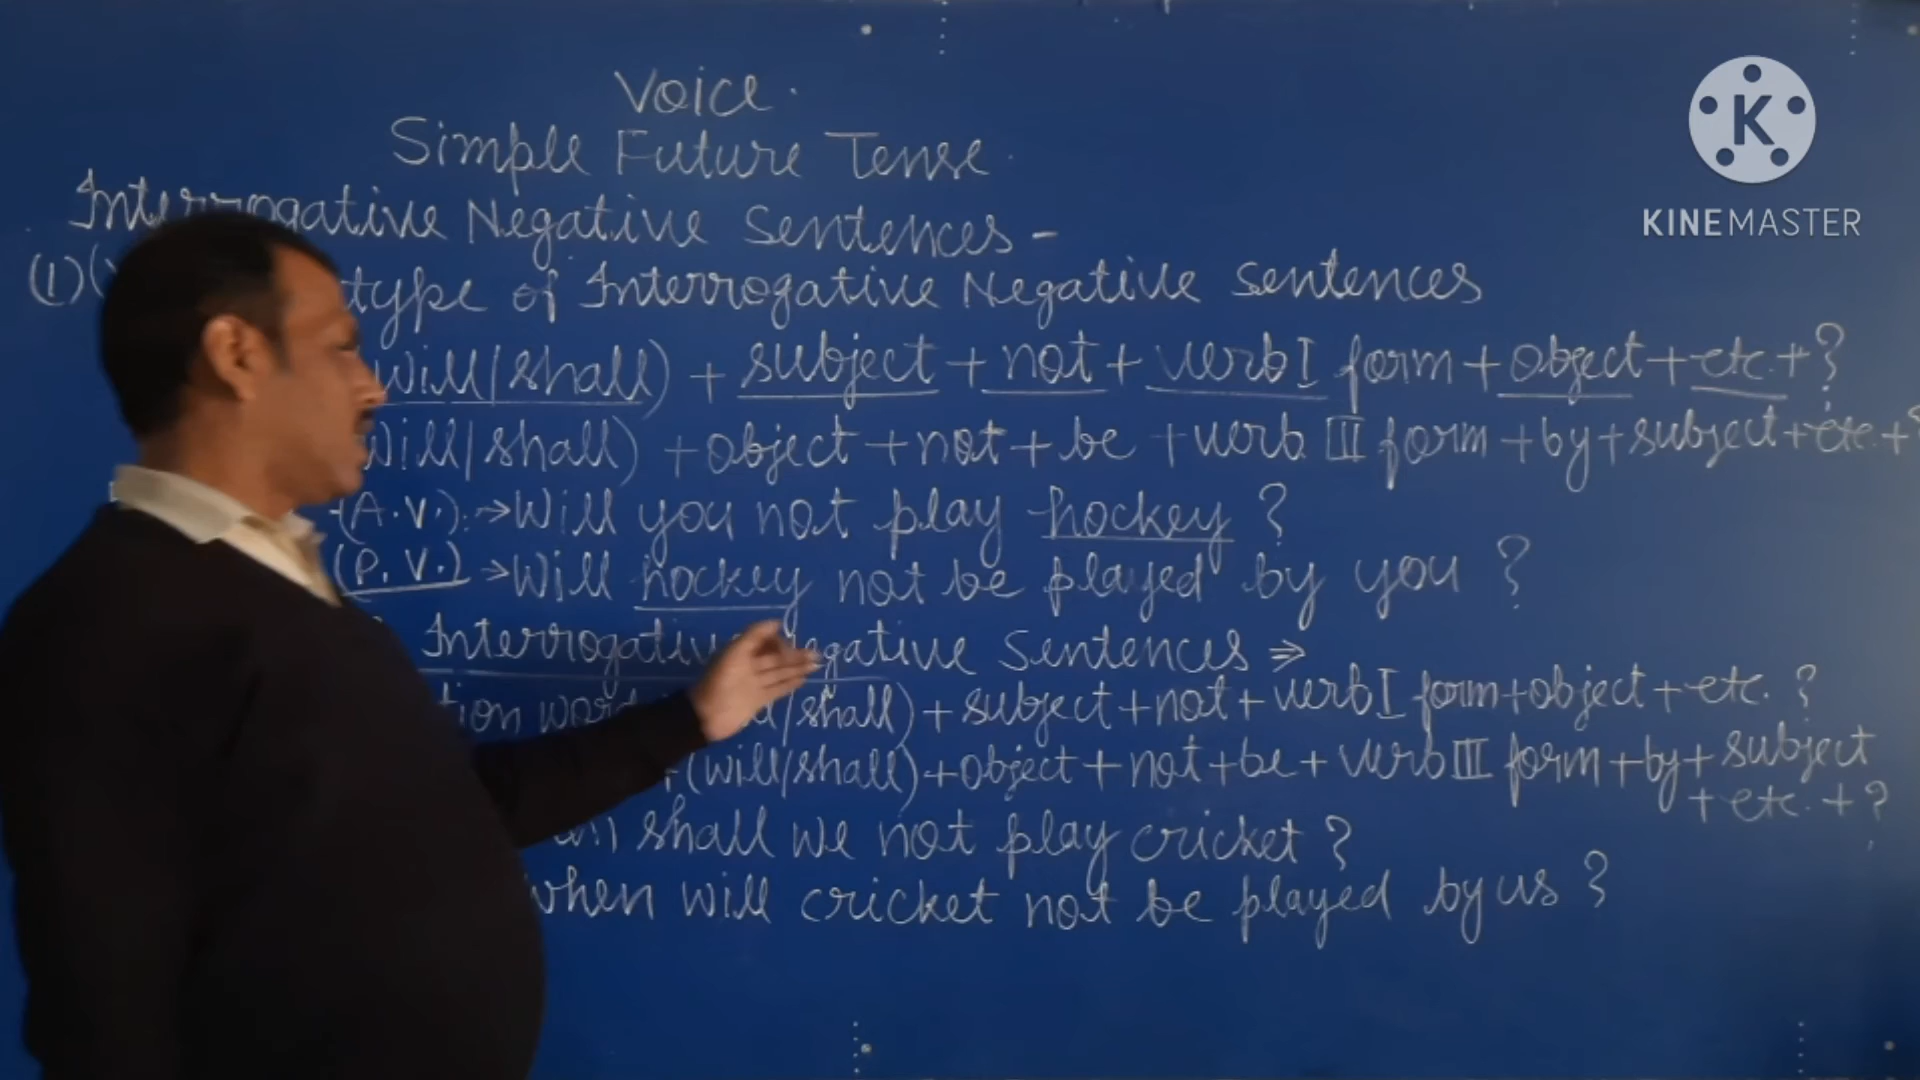 Voice.
Simple Future Tense.
Interrogative Negative Sentences -
(1) type of Interrogative Negative Sentences
Will/shall) + subject + not + verb I form + object + etc. + ?
Will/shall) + object + not + be + verb III form + by + subject + etc. + ?
(A.V.): → Will you not play hockey ?
(P.V.) → Will hockey not be played by you ?
Interrogative Negative Sentences ⇒
/shall) + subject + not + verb I form + object + etc. ?
+ (will/shall) + object + not + be + verb III form + by + subject
+ etc. + ?
shall we not play cricket ?
when will cricket not be played by us ?
K
KINEMASTER